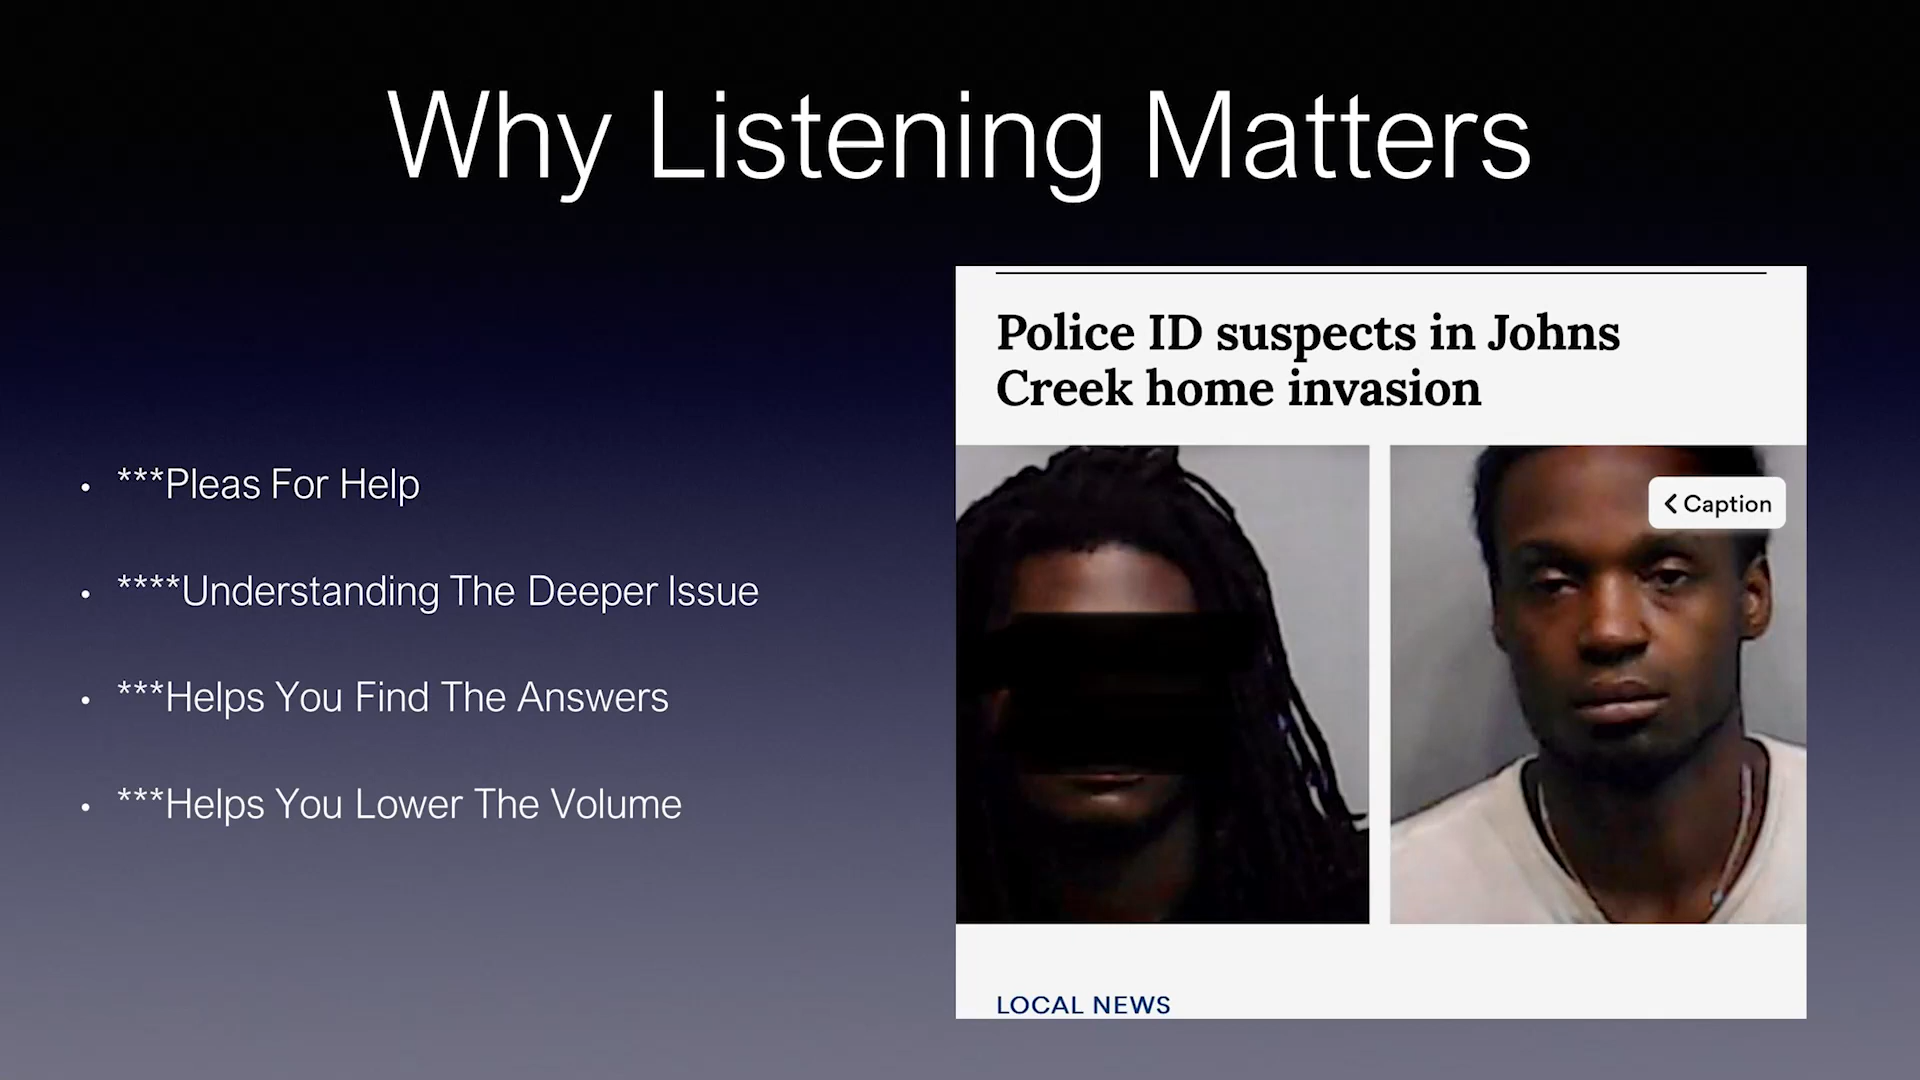 Why Listening Matters
• ***Pleas For Help
• ****Understanding The Deeper Issue
• ***Helps You Find The Answers
• ***Helps You Lower The Volume
Police ID suspects in Johns
Creek home invasion
< Caption
LOCAL NEWS